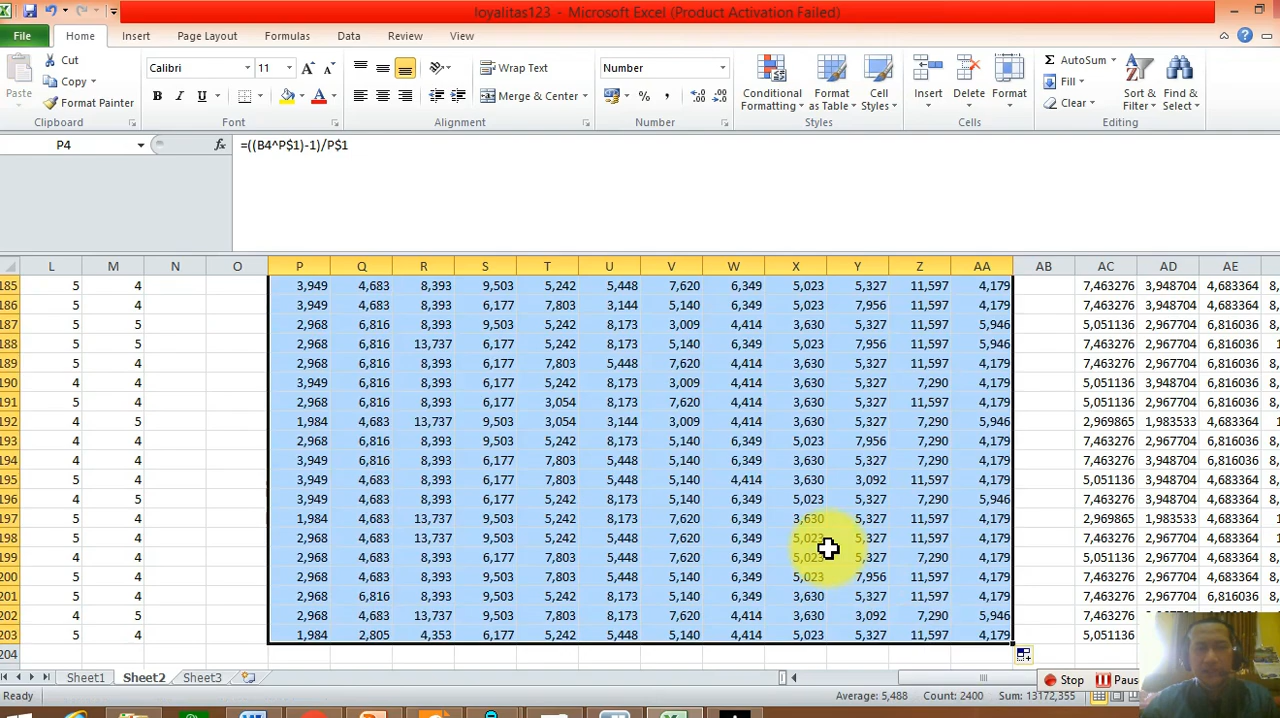 loyalitas123 - Microsoft Excel (Product Activation Failed)
File Home Insert Page Layout Formulas Data Review View
Cut
Copy
Format Painter
Paste
Clipboard
Calibri 11
B I U
Font
Wrap Text
Merge & Center
Alignment
Number
Number
Conditional Formatting
Format as Table
Cell Styles
Styles
Insert Delete Format
Cells
AutoSum
Fill
Clear
Sort & Filter
Find & Select
Editing
P4 fx =((B4^P$1)-1)/P$1
L M N O P Q R S T U V W X Y Z AA AB AC AD AE
185 5 4 3,949 4,683 8,393 9,503 5,242 5,448 7,620 6,349 5,023 5,327 11,597 4,179 7,463276 3,948704 4,683364 8,
186 5 4 3,949 4,683 8,393 6,177 7,803 3,144 5,140 6,349 3,630 7,956 11,597 4,179 7,463276 3,948704 4,683364 8,
187 5 5 2,968 6,816 8,393 9,503 5,242 8,173 3,009 4,414 3,630 5,327 11,597 5,946 5,051136 2,967704 6,816036 8,
188 5 5 2,968 6,816 13,737 6,177 5,242 5,448 5,140 6,349 5,023 7,956 11,597 5,946 7,463276 2,967704 6,816036 1
189 5 4 2,968 6,816 8,393 6,177 7,803 5,448 7,620 4,414 3,630 5,327 11,597 4,179 7,463276 2,967704 6,816036 8,
190 4 4 3,949 6,816 8,393 6,177 5,242 8,173 3,009 4,414 3,630 5,327 7,290 4,179 5,051136 3,948704 6,816036 8,
191 5 4 2,968 6,816 8,393 6,177 3,054 8,173 7,620 6,349 3,630 5,327 11,597 4,179 5,051136 2,967704 6,816036 8,
192 4 5 1,984 4,683 13,737 6,177 3,054 3,144 3,009 4,414 3,630 5,327 7,290 5,946 2,969865 1,983533 4,683364 1
193 4 4 2,968 6,816 8,393 9,503 5,242 5,448 5,140 6,349 5,023 7,956 7,290 4,179 7,463276 2,967704 6,816036 8,
194 4 4 3,949 6,816 8,393 6,177 7,803 5,448 5,140 6,349 3,630 5,327 7,290 4,179 7,463276 3,948704 6,816036 8,
195 4 4 3,949 4,683 8,393 6,177 7,803 5,448 7,620 4,414 3,630 3,092 7,290 4,179 5,051136 3,948704 4,683364 8,
196 4 5 3,949 4,683 8,393 9,503 5,242 8,173 5,140 6,349 5,023 5,327 7,290 5,946 7,463276 3,948704 4,683364 8,
197 5 4 1,984 4,683 13,737 9,503 5,242 8,173 7,620 6,349 3,630 5,327 11,597 4,179 2,969865 1,983533 4,683364 1
198 5 4 2,968 4,683 13,737 9,503 5,242 8,173 7,620 6,349 5,023 5,327 11,597 4,179 7,463276 2,967704 4,683364 1
199 4 4 2,968 4,683 8,393 6,177 7,803 5,448 7,620 6,349 5,023 5,327 7,290 4,179 5,051136 2,967704 4,683364 8,
200 5 4 2,968 4,683 8,393 9,503 7,803 5,448 5,140 6,349 5,023 7,956 11,597 4,179 7,463276 2,967704 4,683364 8,
201 5 4 2,968 6,816 8,393 9,503 5,242 8,173 5,140 4,414 3,630 5,327 11,597 4,179 5,051136 2,967704 6,816036 8,
202 4 5 2,968 4,683 13,737 6,177 7,803 5,448 7,620 6,349 3,630 3,092 7,290 5,946 7,463276
203 5 4 1,984 2,805 4,353 6,177 5,242 5,448 5,140 4,414 5,023 5,327 11,597 4,179 5,051136
204
Sheet1 Sheet2 Sheet3
Stop Paus
Ready Average: 5,488 Count: 2400 Sum: 13172,355